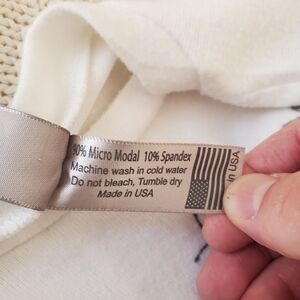 90% Micro Modal 10% Spandex
Machine wash in cold water
Do not bleach, Tumble dry
Made in USA
in USA